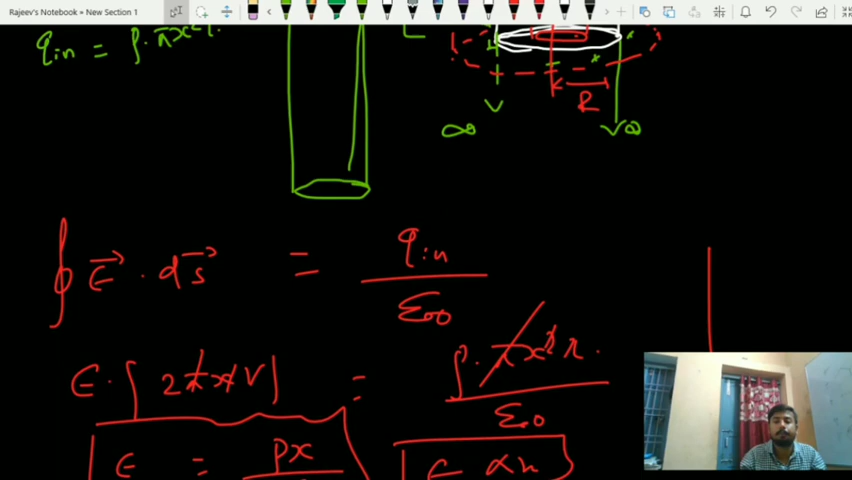 Rajeev's Notebook » New Section 1
q_in = ρ. πx²l.
L
R
∞
∞
∮ E⃗ . dS⃗ = q_in / ε₀
E. [2πxl] = ρ. πx²l. / ε₀
E = ρx
E ∝ x